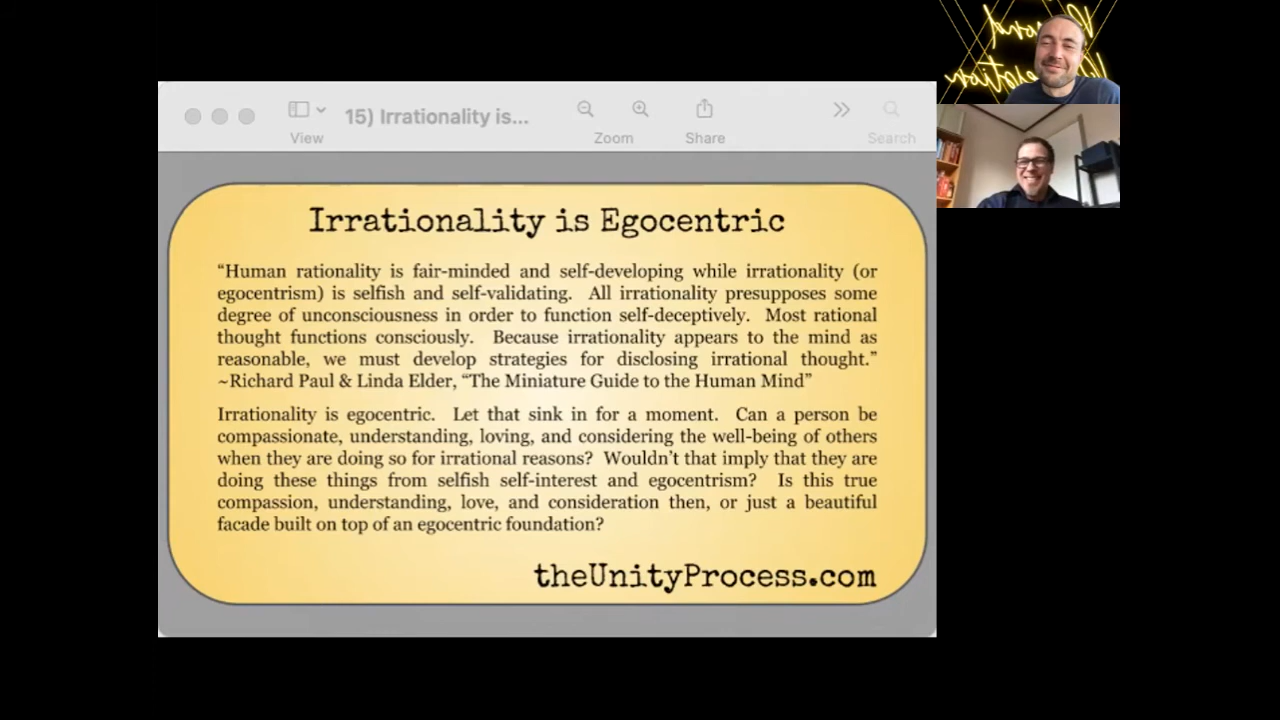 15) Irrationality is...
View
Zoom
Share
Search
Irrationality is Egocentric
“Human rationality is fair-minded and self-developing while irrationality (or
egocentrism) is selfish and self-validating. All irrationality presupposes some
degree of unconsciousness in order to function self-deceptively. Most rational
thought functions consciously. Because irrationality appears to the mind as
reasonable, we must develop strategies for disclosing irrational thought.”
~Richard Paul & Linda Elder, “The Miniature Guide to the Human Mind”
Irrationality is egocentric. Let that sink in for a moment. Can a person be
compassionate, understanding, loving, and considering the well-being of others
when they are doing so for irrational reasons? Wouldn’t that imply that they are
doing these things from selfish self-interest and egocentrism? Is this true
compassion, understanding, love, and consideration then, or just a beautiful
facade built on top of an egocentric foundation?
theUnityProcess.com